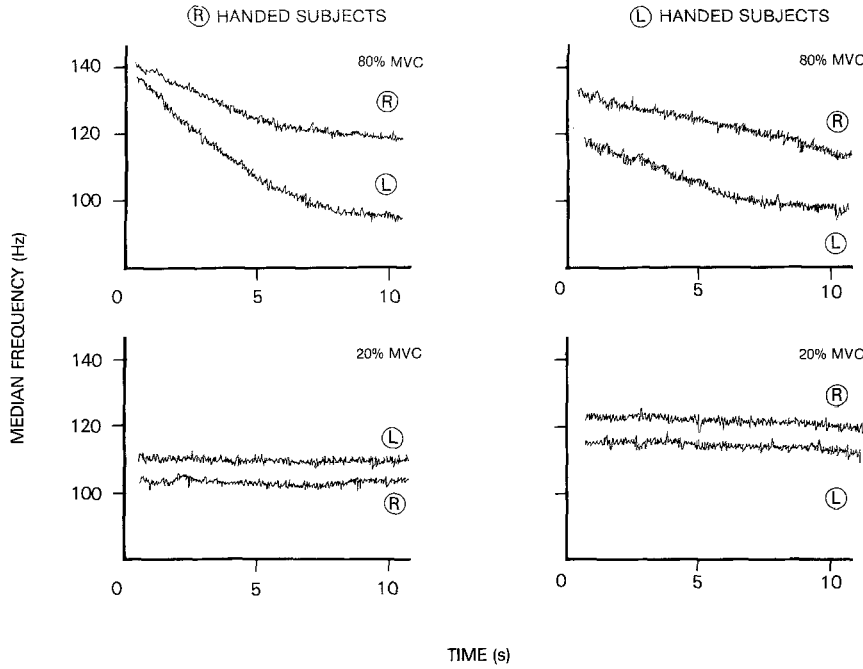 Ⓡ HANDED SUBJECTS
Ⓛ HANDED SUBJECTS
MEDIAN FREQUENCY (Hz)
80% MVC
140
120
100
Ⓡ
Ⓛ
0 5 10
80% MVC
Ⓡ
Ⓛ
0 5 10
20% MVC
140
120
100
Ⓛ
Ⓡ
0 5 10
20% MVC
Ⓡ
Ⓛ
0 5 10
TIME (s)